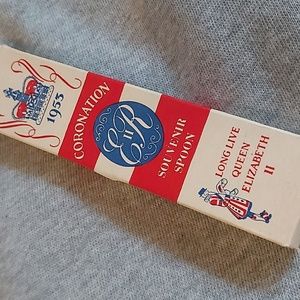 1953
CORONATION
EIIR
SOUVENIR
SPOON
LONG LIVE
QUEEN
ELIZABETH
II